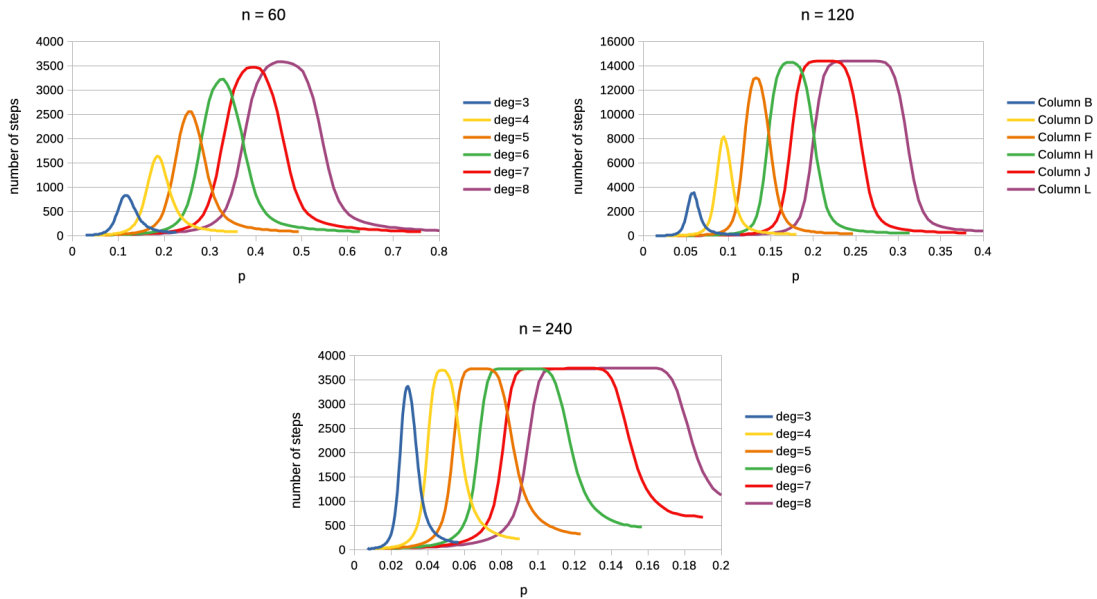 n = 60
4000
3500
3000
2500
2000
1500
1000
500
0
number of steps
0 0.1 0.2 0.3 0.4 0.5 0.6 0.7 0.8
p
deg=3
deg=4
deg=5
deg=6
deg=7
deg=8
n = 120
16000
14000
12000
10000
8000
6000
4000
2000
0
number of steps
0 0.05 0.1 0.15 0.2 0.25 0.3 0.35 0.4
p
Column B
Column D
Column F
Column H
Column J
Column L
n = 240
4000
3500
3000
2500
2000
1500
1000
500
0
number of steps
0 0.02 0.04 0.06 0.08 0.1 0.12 0.14 0.16 0.18 0.2
p
deg=3
deg=4
deg=5
deg=6
deg=7
deg=8